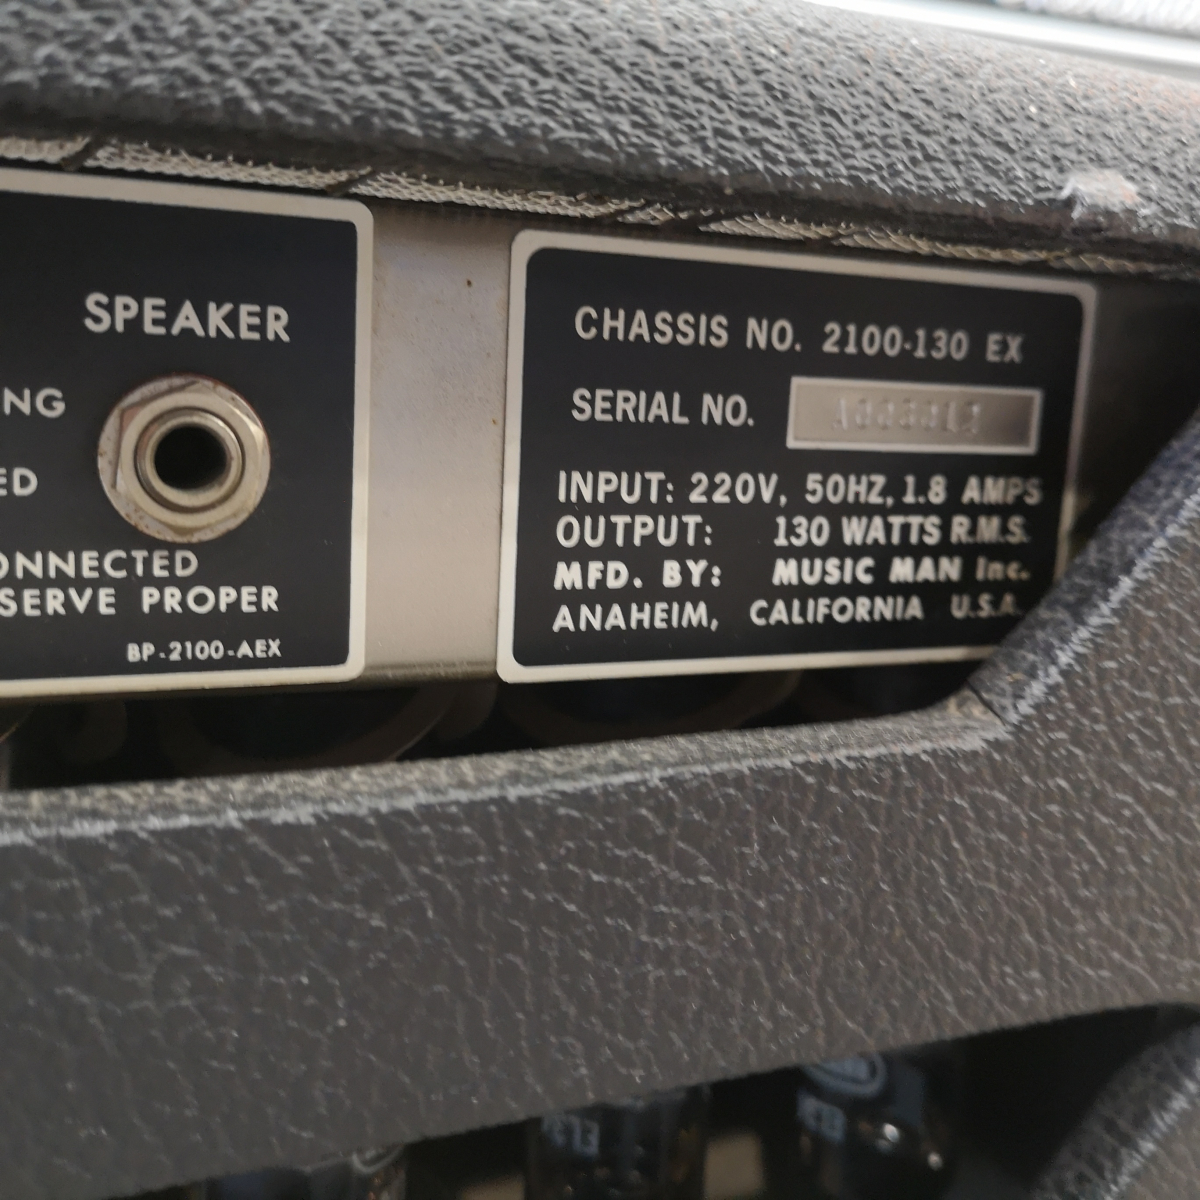 SPEAKER
NG
ED
ONNECTED
SERVE PROPER
BP-2100-AEX
CHASSIS NO. 2100-130 EX
SERIAL NO.
INPUT: 220V, 50HZ, 1.8 AMPS
OUTPUT: 130 WATTS R.M.S.
MFD. BY: MUSIC MAN Inc.
ANAHEIM, CALIFORNIA U.S.A.